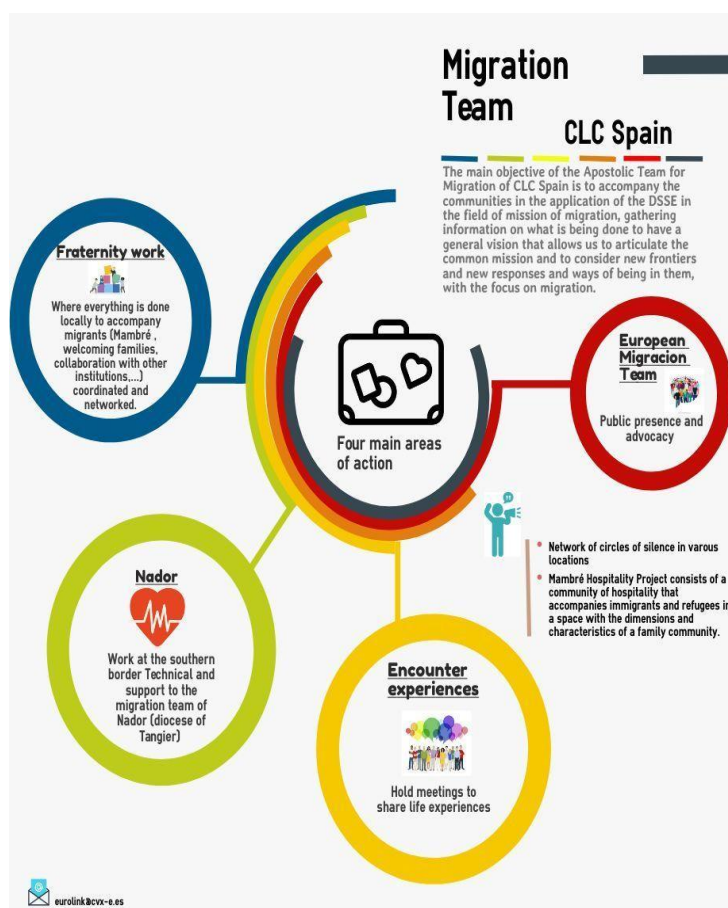 Migration
Team
CLC Spain
The main objective of the Apostolic Team for
Migration of CLC Spain is to accompany the
communities in the application of the DSSE in
the field of mission of migration, gathering
information on what is being done to have a
general vision that allows us to articulate the
common mission and to consider new frontiers
and new responses and ways of being in them,
with the focus on migration.
Fraternity work
Where everything is done
locally to accompany
migrants (Mambré ,
welcoming families,
collaboration with other
institutions,...)
coordinated and
networked.
Four main areas
of action
European
Migracion
Team
Public presence and
advocacy
Network of circles of silence in varous
locations
Mambré Hospitality Project consists of a
community of hospitality that
accompanies immigrants and refugees in
a space with the dimensions and
characteristics of a family community.
Nador
Work at the southern
border Technical and
support to the
migration team of
Nador (diocese of
Tangier)
Encounter
experiences
Hold meetings to
share life experiences
eurolink@cvx-e.es